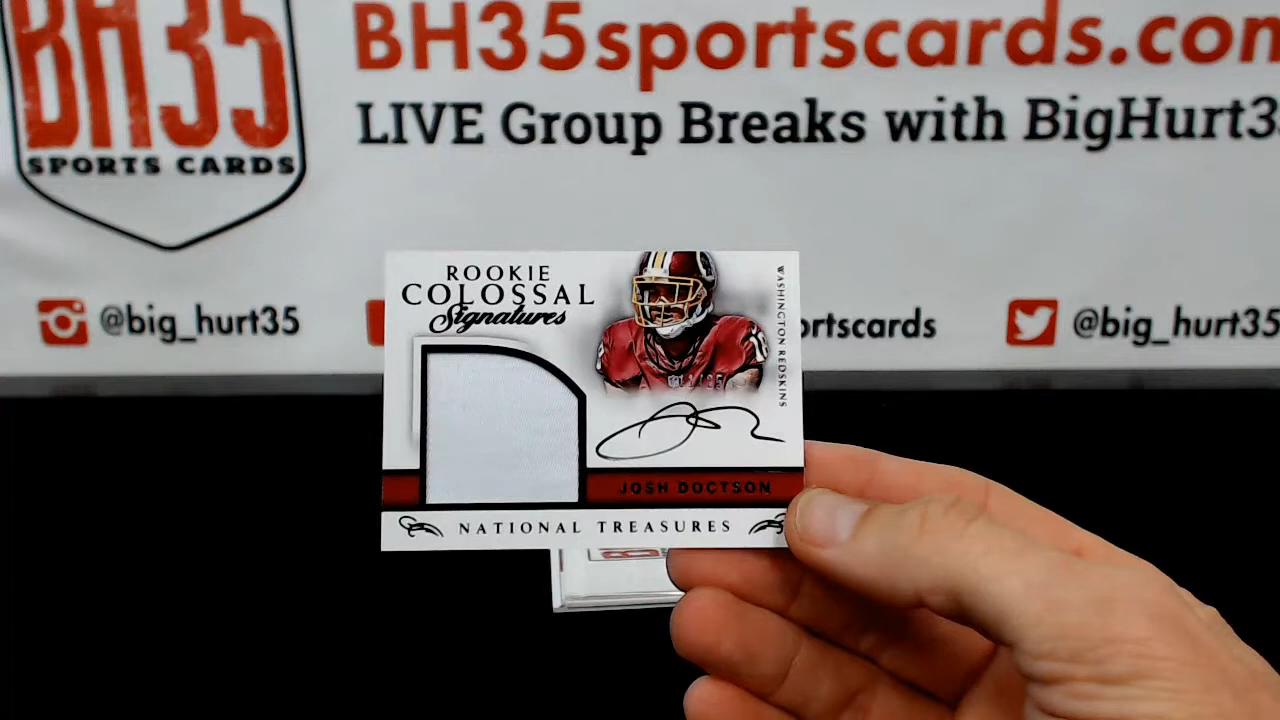 BH35
SPORTS CARDS
BH35sportscards.com
LIVE Group Breaks with BigHurt3
@big_hurt35
ortscards
@big_hurt35
ROOKIE
COLOSSAL
Signatures
WASHINGTON REDSKINS
JOSH DOCTSON
NATIONAL TREASURES